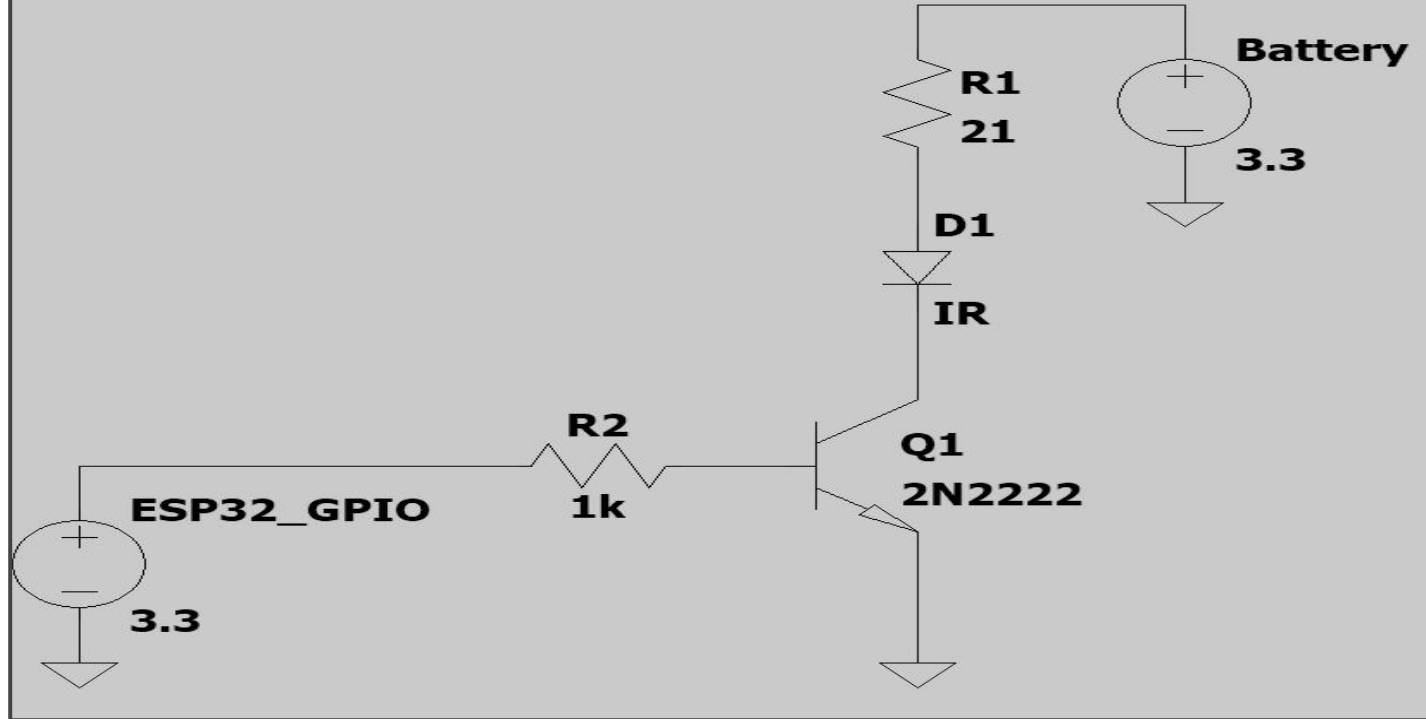 Battery
3.3
R1
21
D1
IR
R2
1k
Q1
2N2222
ESP32_GPIO
3.3